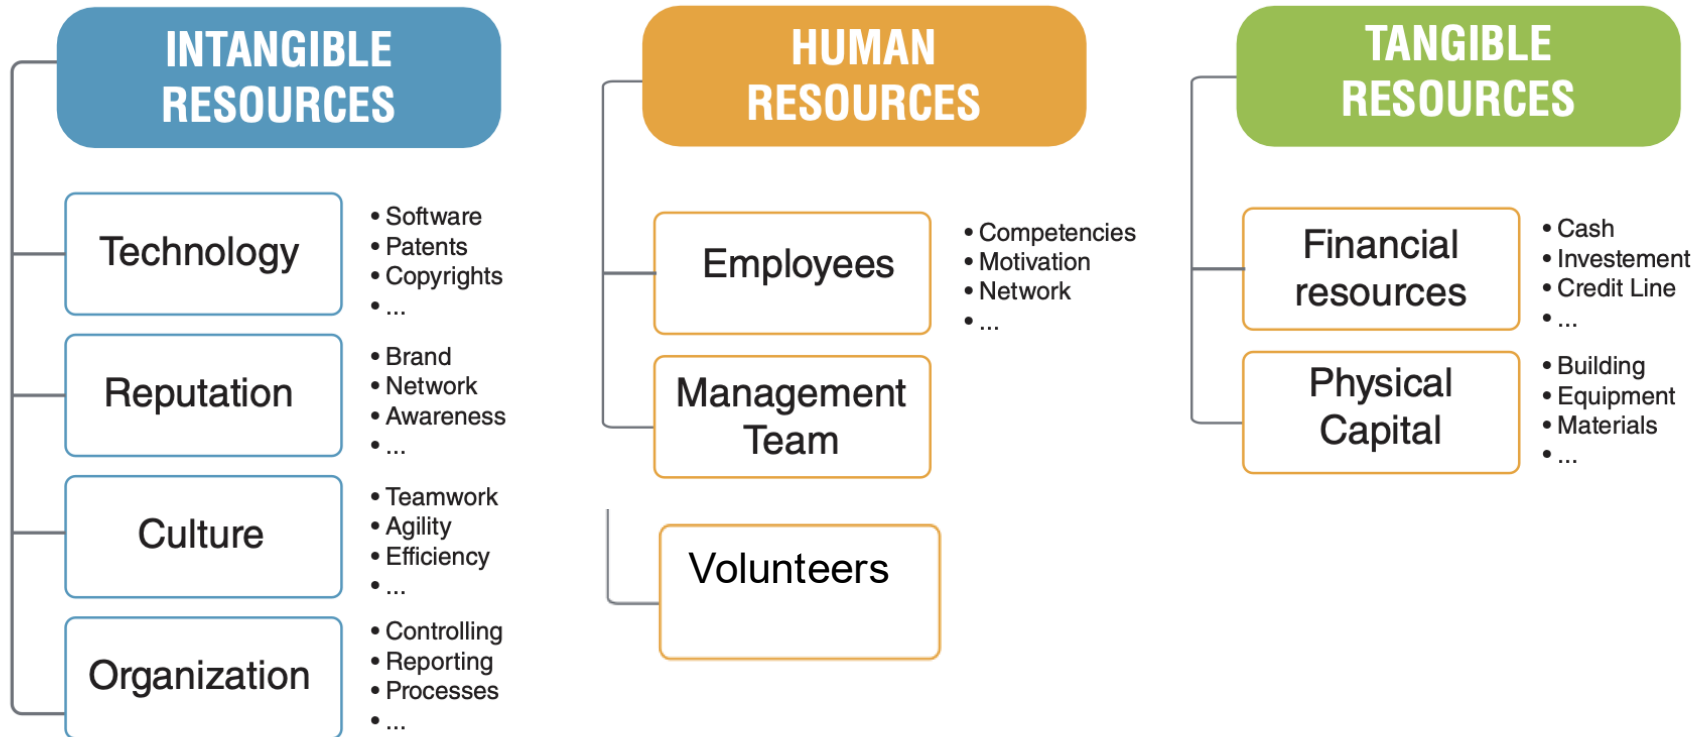 INTANGIBLE
RESOURCES
Technology
• Software
• Patents
• Copyrights
• ...
Reputation
• Brand
• Network
• Awareness
• ...
Culture
• Teamwork
• Agility
• Efficiency
• ...
Organization
• Controlling
• Reporting
• Processes
• ...
HUMAN
RESOURCES
Employees
• Competencies
• Motivation
• Network
• ...
Management
Team
Volunteers
TANGIBLE
RESOURCES
Financial
resources
• Cash
• Investement
• Credit Line
• ...
Physical
Capital
• Building
• Equipment
• Materials
• ...